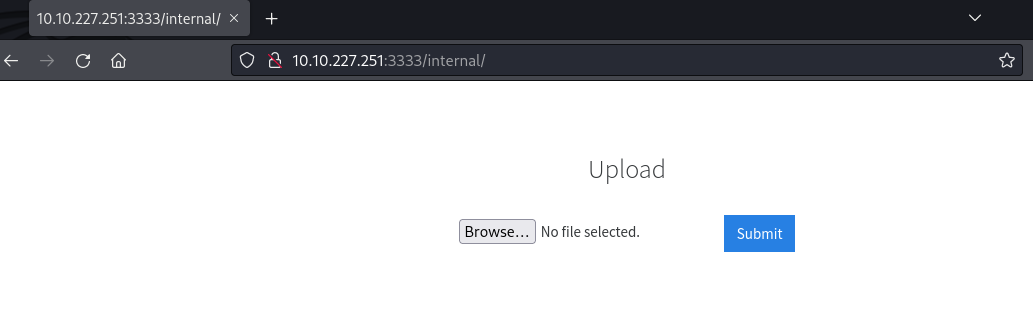 10.10.227.251:3333/internal/
10.10.227.251:3333/internal/
Upload
Browse... No file selected. Submit